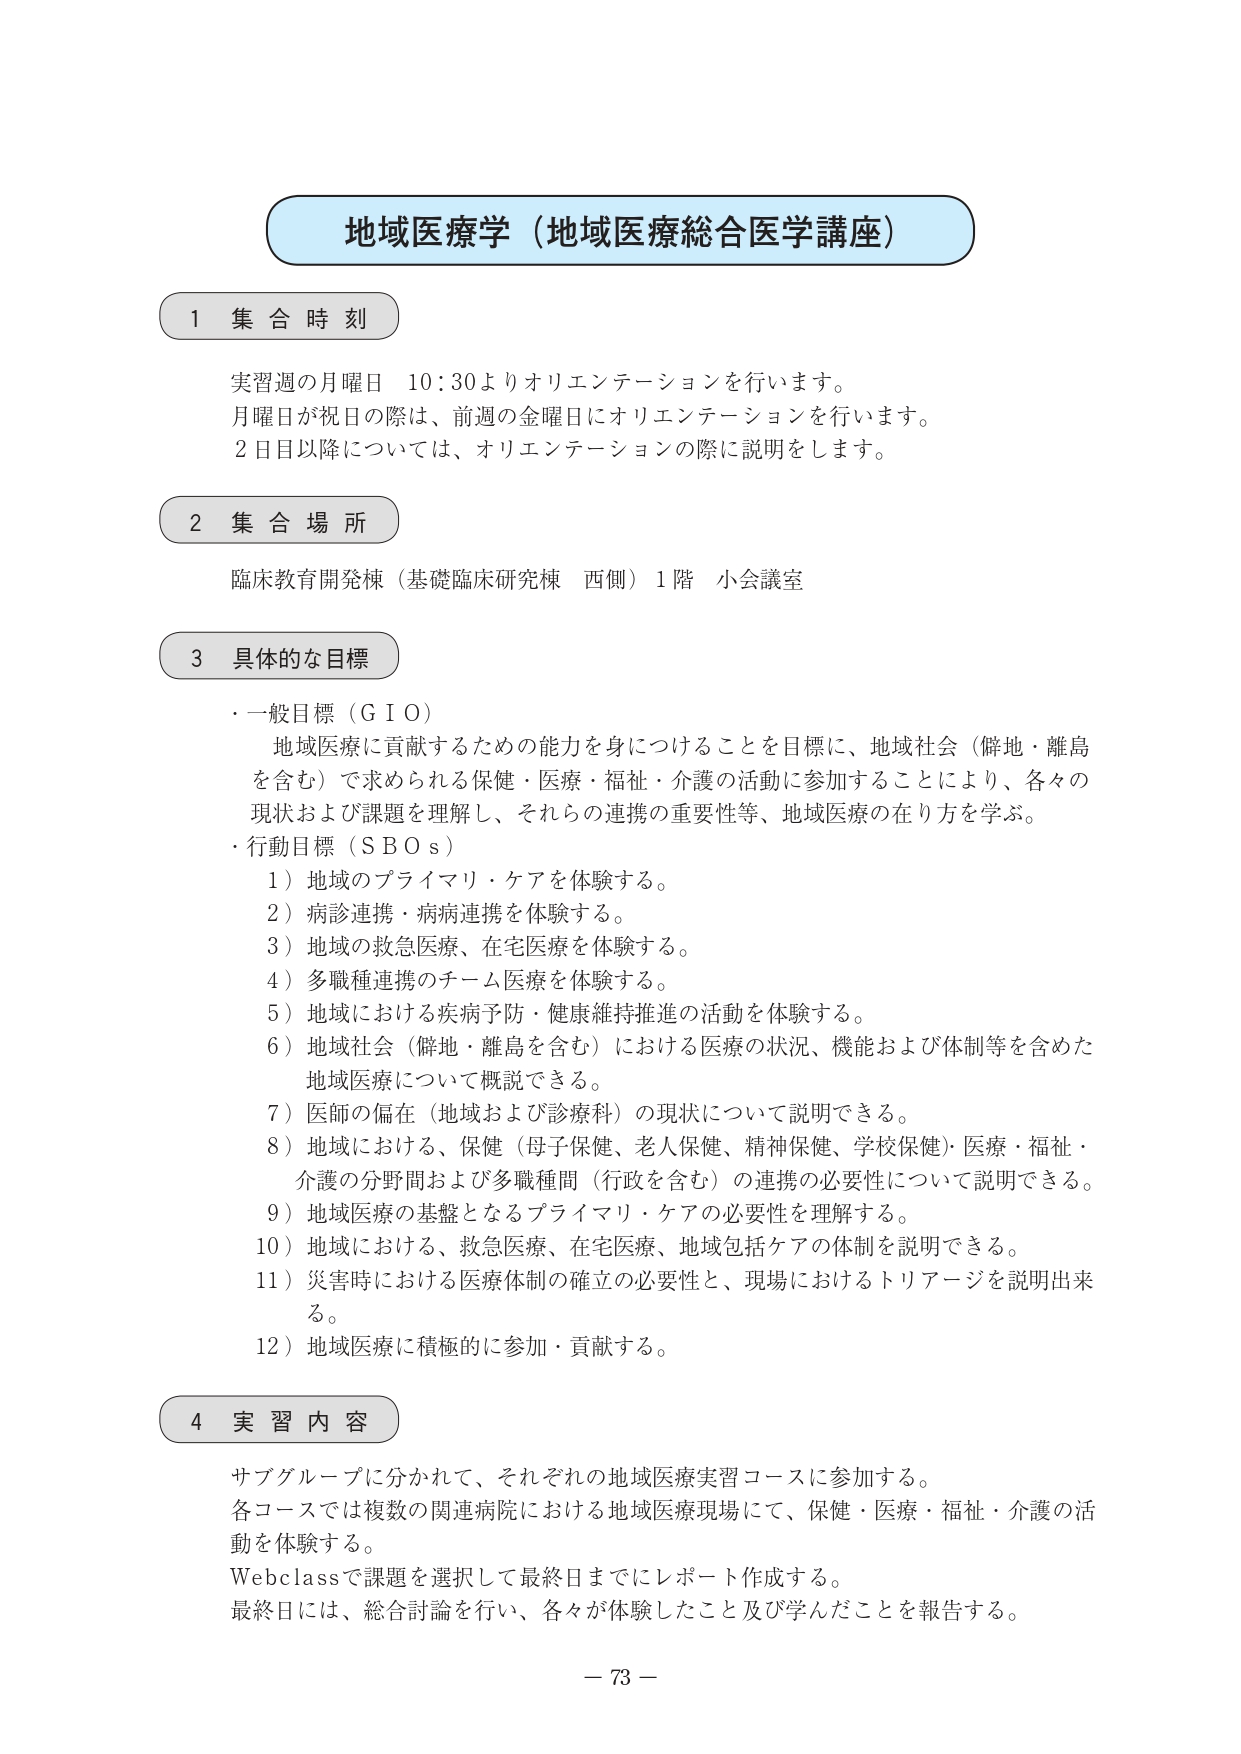 地域医療学（地域医療総合医学講座）
1　集 合 時 刻
実習週の月曜日　10：30よりオリエンテーションを行います。
月曜日が祝日の際は、前週の金曜日にオリエンテーションを行います。
２日目以降については、オリエンテーションの際に説明をします。
2　集 合 場 所
臨床教育開発棟（基礎臨床研究棟　西側）１階　小会議室
3　具体的な目標
・一般目標（ＧＩＯ）
地域医療に貢献するための能力を身につけることを目標に、地域社会（僻地・離島
を含む）で求められる保健・医療・福祉・介護の活動に参加することにより、各々の
現状および課題を理解し、それらの連携の重要性等、地域医療の在り方を学ぶ。
・行動目標（ＳＢＯｓ）
１）地域のプライマリ・ケアを体験する。
２）病診連携・病病連携を体験する。
３）地域の救急医療、在宅医療を体験する。
４）多職種連携のチーム医療を体験する。
５）地域における疾病予防・健康維持推進の活動を体験する。
６）地域社会（僻地・離島を含む）における医療の状況、機能および体制等を含めた
地域医療について概説できる。
７）医師の偏在（地域および診療科）の現状について説明できる。
８）地域における、保健（母子保健、老人保健、精神保健、学校保健）・医療・福祉・
介護の分野間および多職種間（行政を含む）の連携の必要性について説明できる。
９）地域医療の基盤となるプライマリ・ケアの必要性を理解する。
10）地域における、救急医療、在宅医療、地域包括ケアの体制を説明できる。
11）災害時における医療体制の確立の必要性と、現場におけるトリアージを説明出来
る。
12）地域医療に積極的に参加・貢献する。
4　実 習 内 容
サブグループに分かれて、それぞれの地域医療実習コースに参加する。
各コースでは複数の関連病院における地域医療現場にて、保健・医療・福祉・介護の活
動を体験する。
Webclassで課題を選択して最終日までにレポート作成する。
最終日には、総合討論を行い、各々が体験したこと及び学んだことを報告する。
― 73 ―